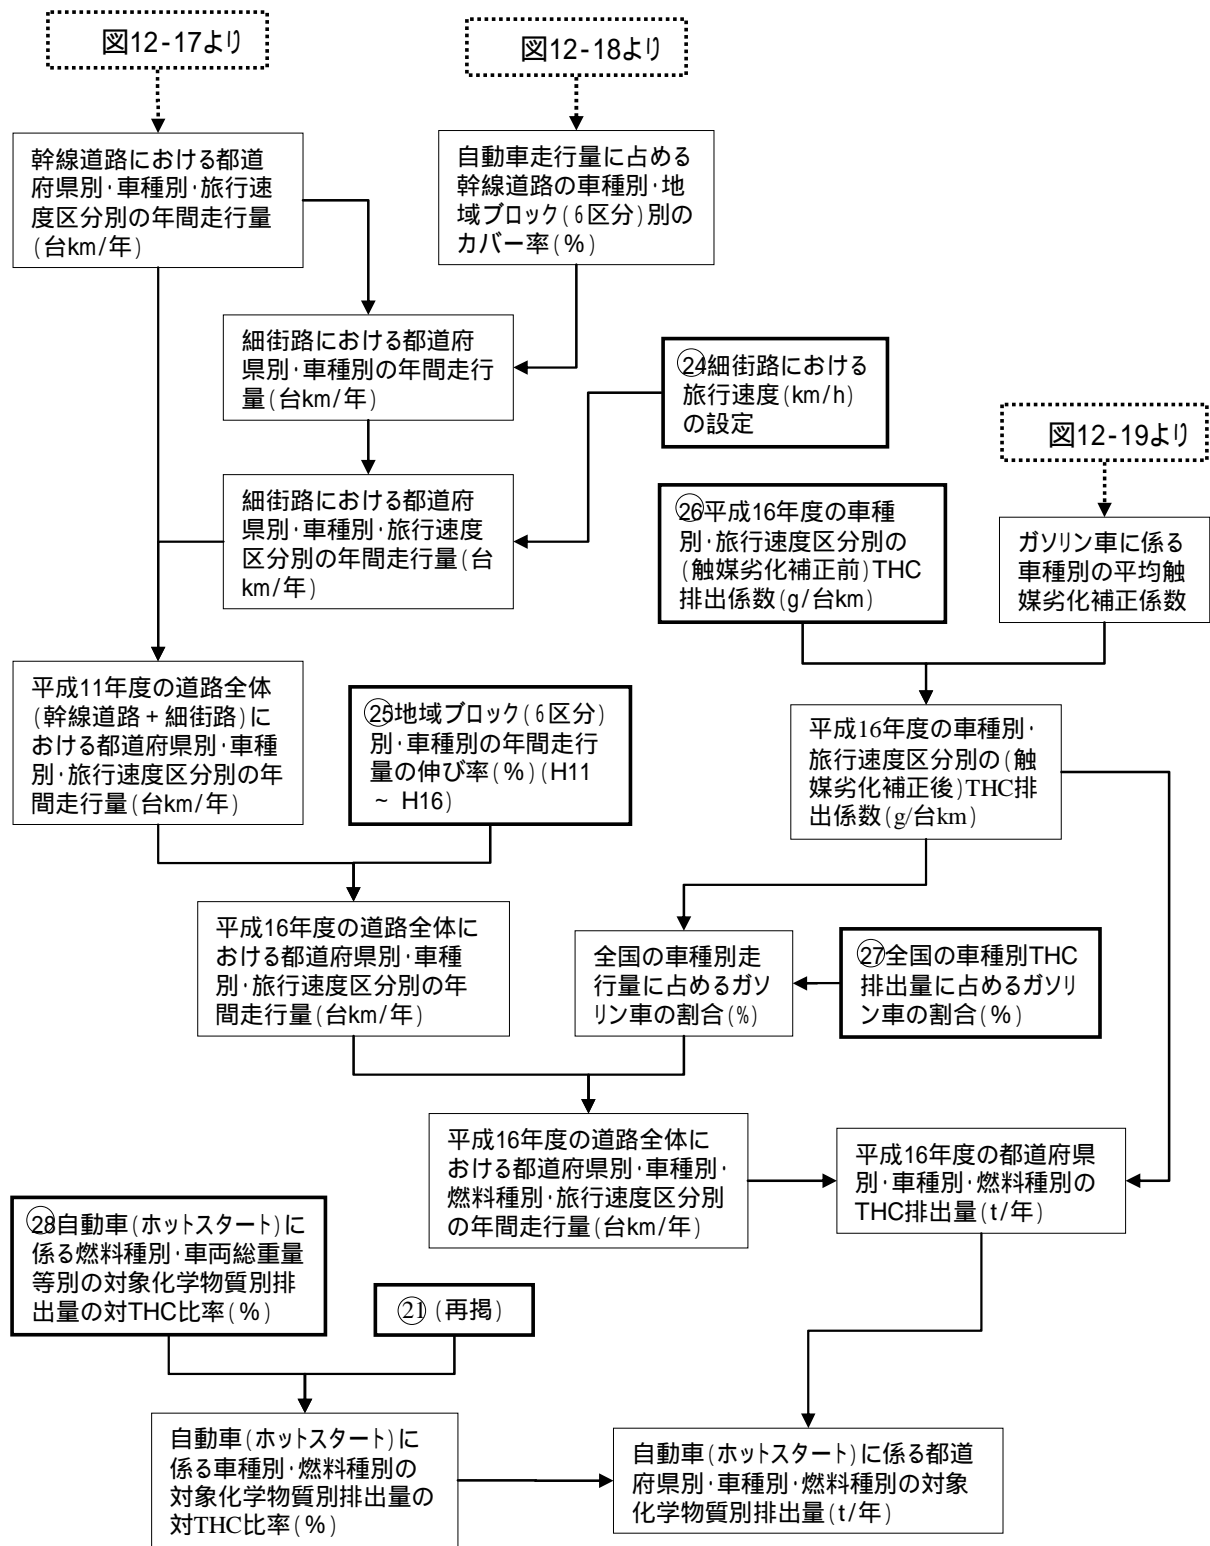 図12-17より
図12-18より
幹線道路における都道
府県別･車種別･旅行速
度区分別の年間走行量
(台km/年)
自動車走行量に占める
幹線道路の車種別･地
域ブロック(6区分)別の
カバー率(%)
細街路における都道府
県別･車種別の年間走行
量(台km/年)
㉔細街路における
旅行速度(km/h)
の設定
図12-19より
細街路における都道府
県別･車種別･旅行速度
区分別の年間走行量(台
km/年)
㉖平成16年度の車種
別･旅行速度区分別の
(触媒劣化補正前)THC
排出係数(g/台km)
ガソリン車に係る
車種別の平均触
媒劣化補正係数
平成11年度の道路全体
(幹線道路+細街路)に
おける都道府県別･車種
別･旅行速度区分別の年
間走行量(台km/年)
㉕地域ブロック(6区分)
別･車種別の年間走行
量の伸び率(%)(H11
~ H16)
平成16年度の車種別･
旅行速度区分別の(触
媒劣化補正後)THC排
出係数(g/台km)
平成16年度の道路全体に
おける都道府県別･車種
別･旅行速度区分別の年
間走行量(台km/年)
全国の車種別走
行量に占めるガソ
リン車の割合(%)
㉗全国の車種別THC
排出量に占めるガソリ
ン車の割合(%)
平成16年度の道路全体に
おける都道府県別･車種別･
燃料種別･旅行速度区分別
の年間走行量(台km/年)
平成16年度の都道府県
別･車種別･燃料種別の
THC排出量(t/年)
㉘自動車(ホットスタート)に
係る燃料種別･車両総重量
等別の対象化学物質別排
出量の対THC比率(%)
㉑(再掲)
自動車(ホットスタート)に
係る車種別･燃料種別の
対象化学物質別排出量の
対THC比率(%)
自動車(ホットスタート)に係る都道
府県別･車種別･燃料種別の対象
化学物質別排出量(t/年)